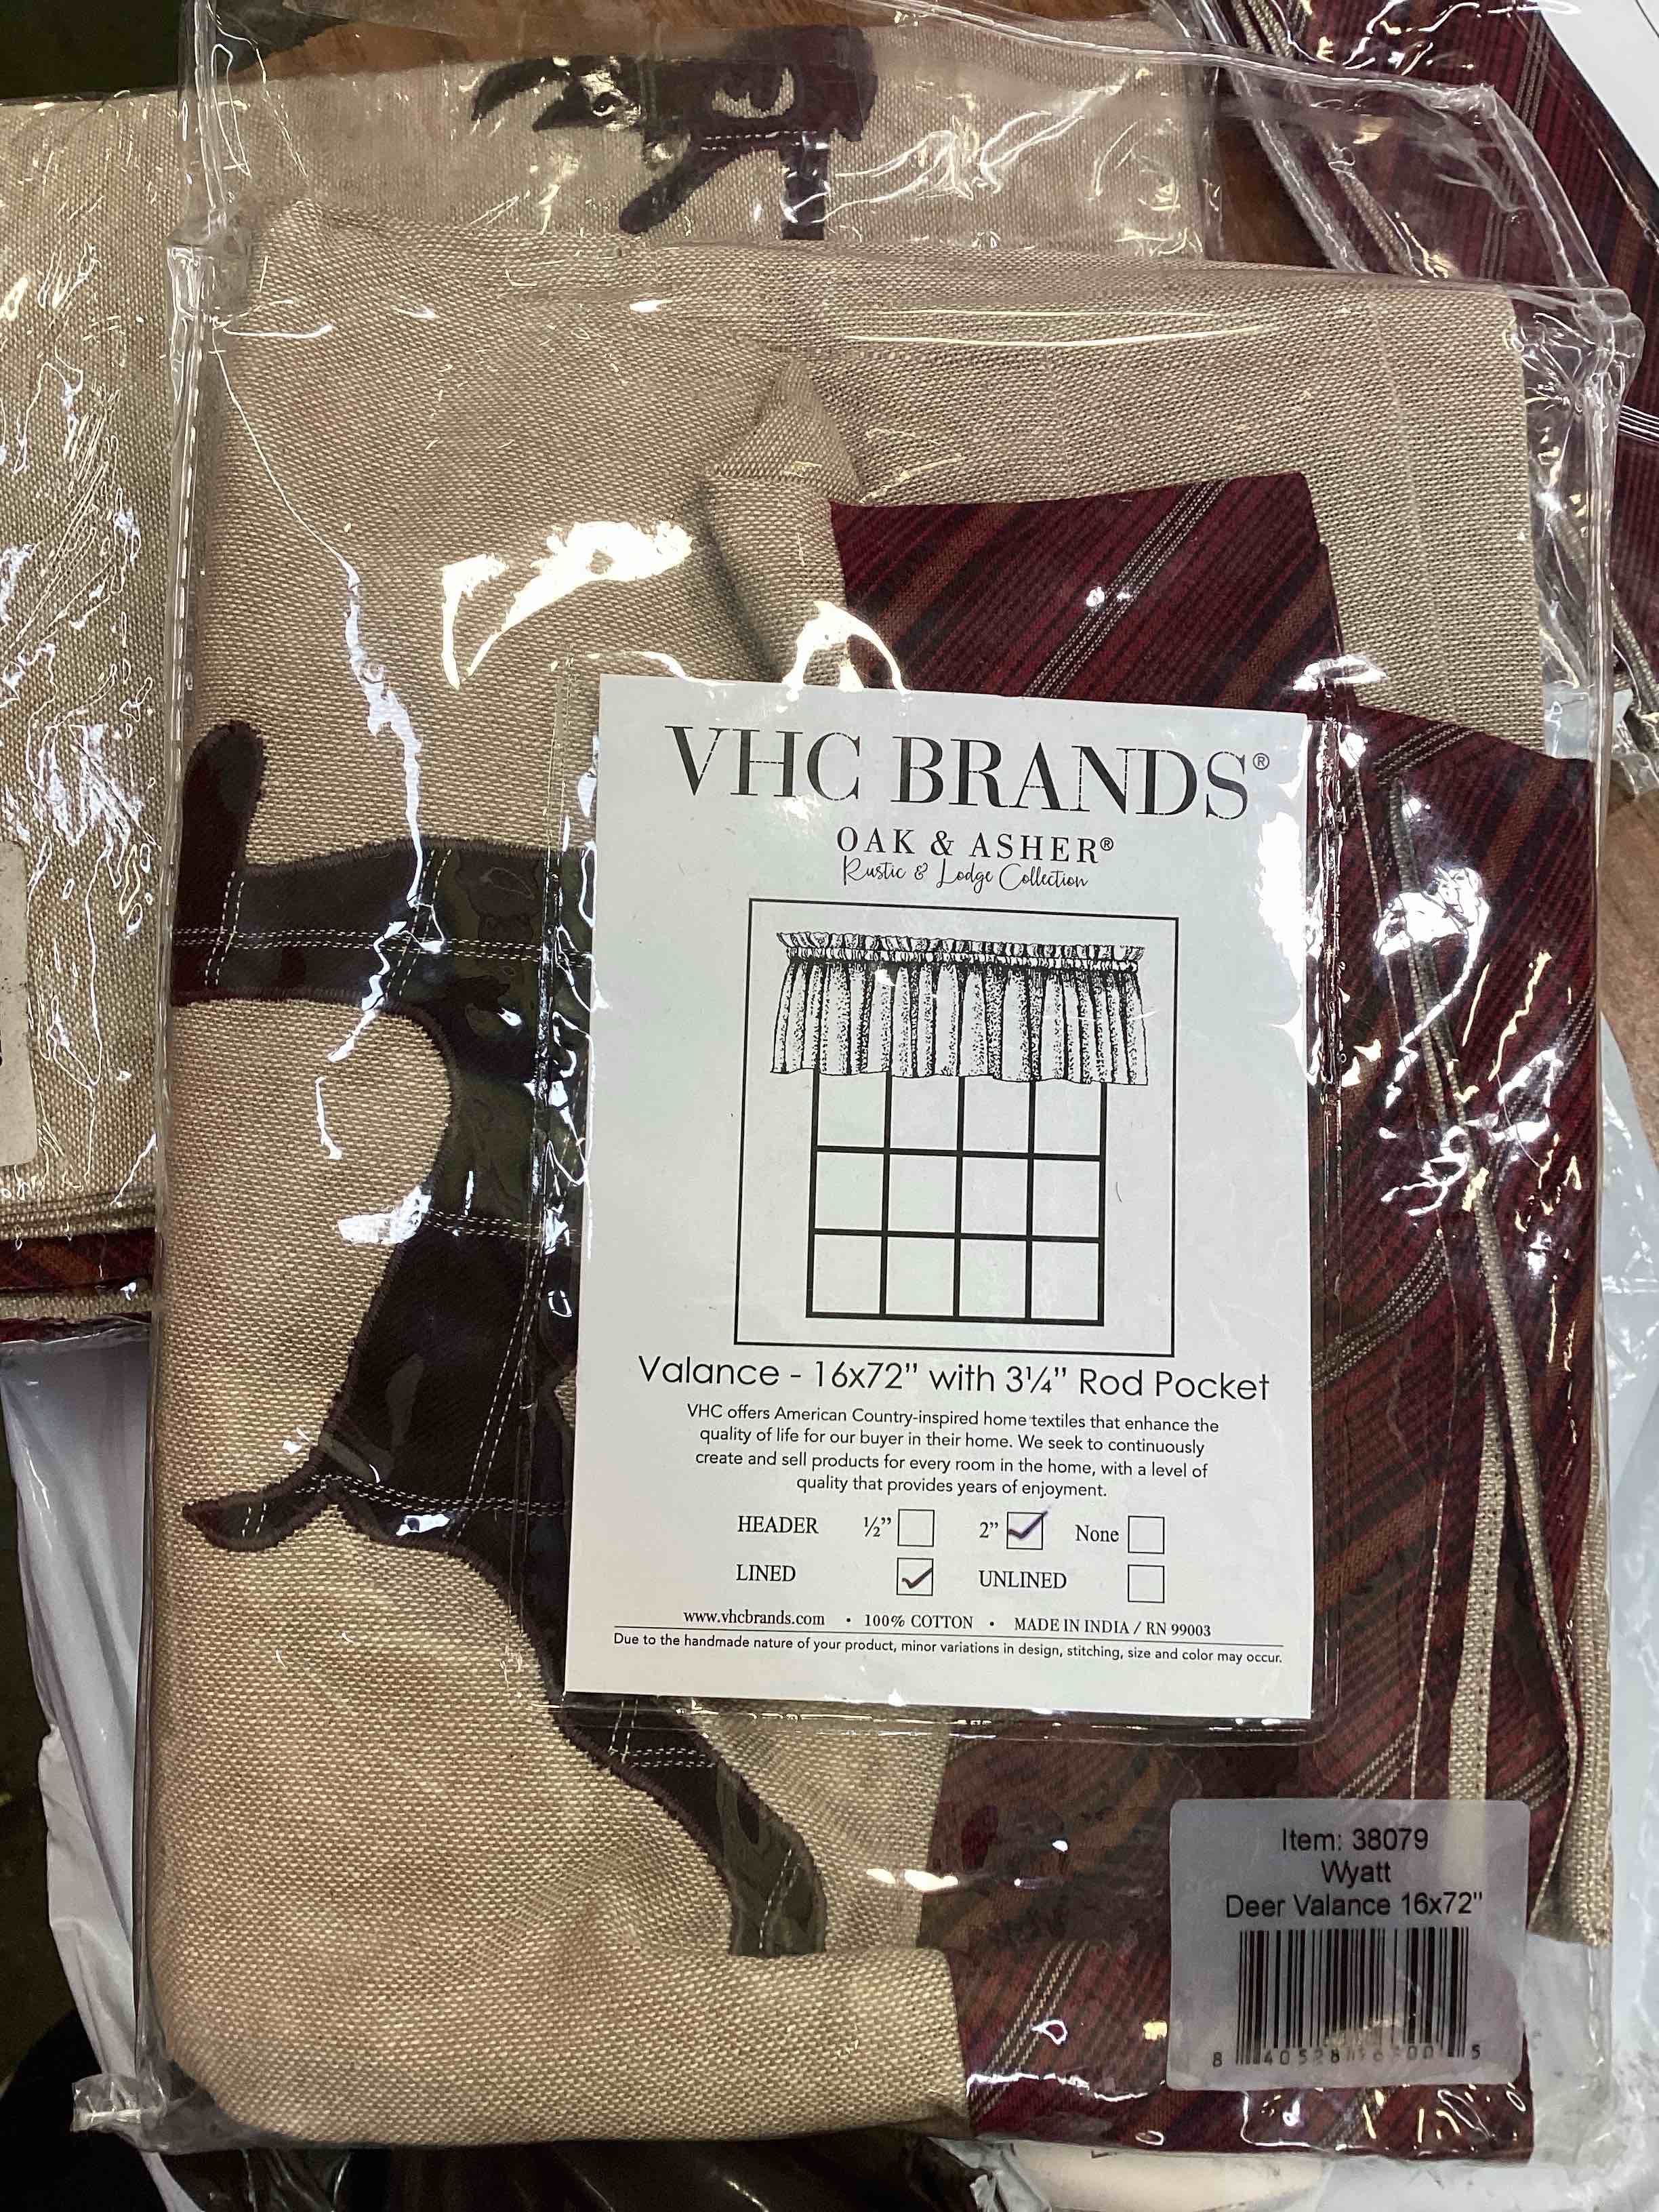 VHC BRANDS®
OAK & ASHER®
Rustic & Lodge Collection
Valance - 16x72" with 3¼" Rod Pocket
VHC offers American Country-inspired home textiles that enhance the
quality of life for our buyer in their home. We seek to continuously
create and sell products for every room in the home, with a level of
quality that provides years of enjoyment.
HEADER ½" 2" None
LINED UNLINED
www.vhcbrands.com • 100% COTTON • MADE IN INDIA / RN 99003
Due to the handmade nature of your product, minor variations in design, stitching, size and color may occur.
Item: 38079
Wyatt
Deer Valance 16x72"